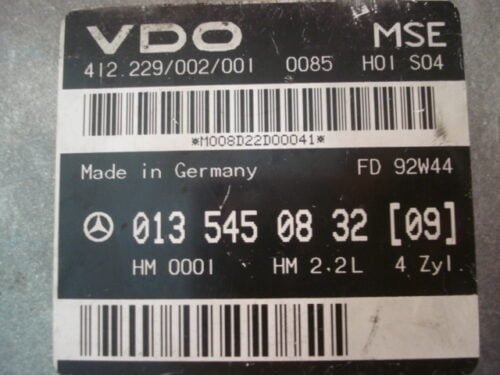 VDO MSE
412.229/002/001 0085 H01 S04
*M008D22D00041*
Made in Germany FD 92W44
013 545 08 32 [09]
HM 0001 HM 2.2L 4 Zyl.